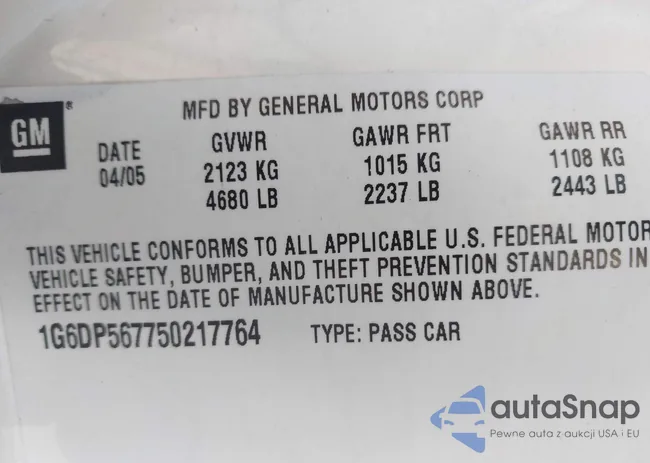 GM®
MFD BY GENERAL MOTORS CORP
DATE GVWR GAWR FRT GAWR RR
04/05 2123 KG 1015 KG 1108 KG
4680 LB 2237 LB 2443 LB
THIS VEHICLE CONFORMS TO ALL APPLICABLE U.S. FEDERAL MOTOR
VEHICLE SAFETY, BUMPER, AND THEFT PREVENTION STANDARDS IN
EFFECT ON THE DATE OF MANUFACTURE SHOWN ABOVE.
1G6DP567750217764 TYPE: PASS CAR
autaSnap
Pewne auta z aukcji USA i EU